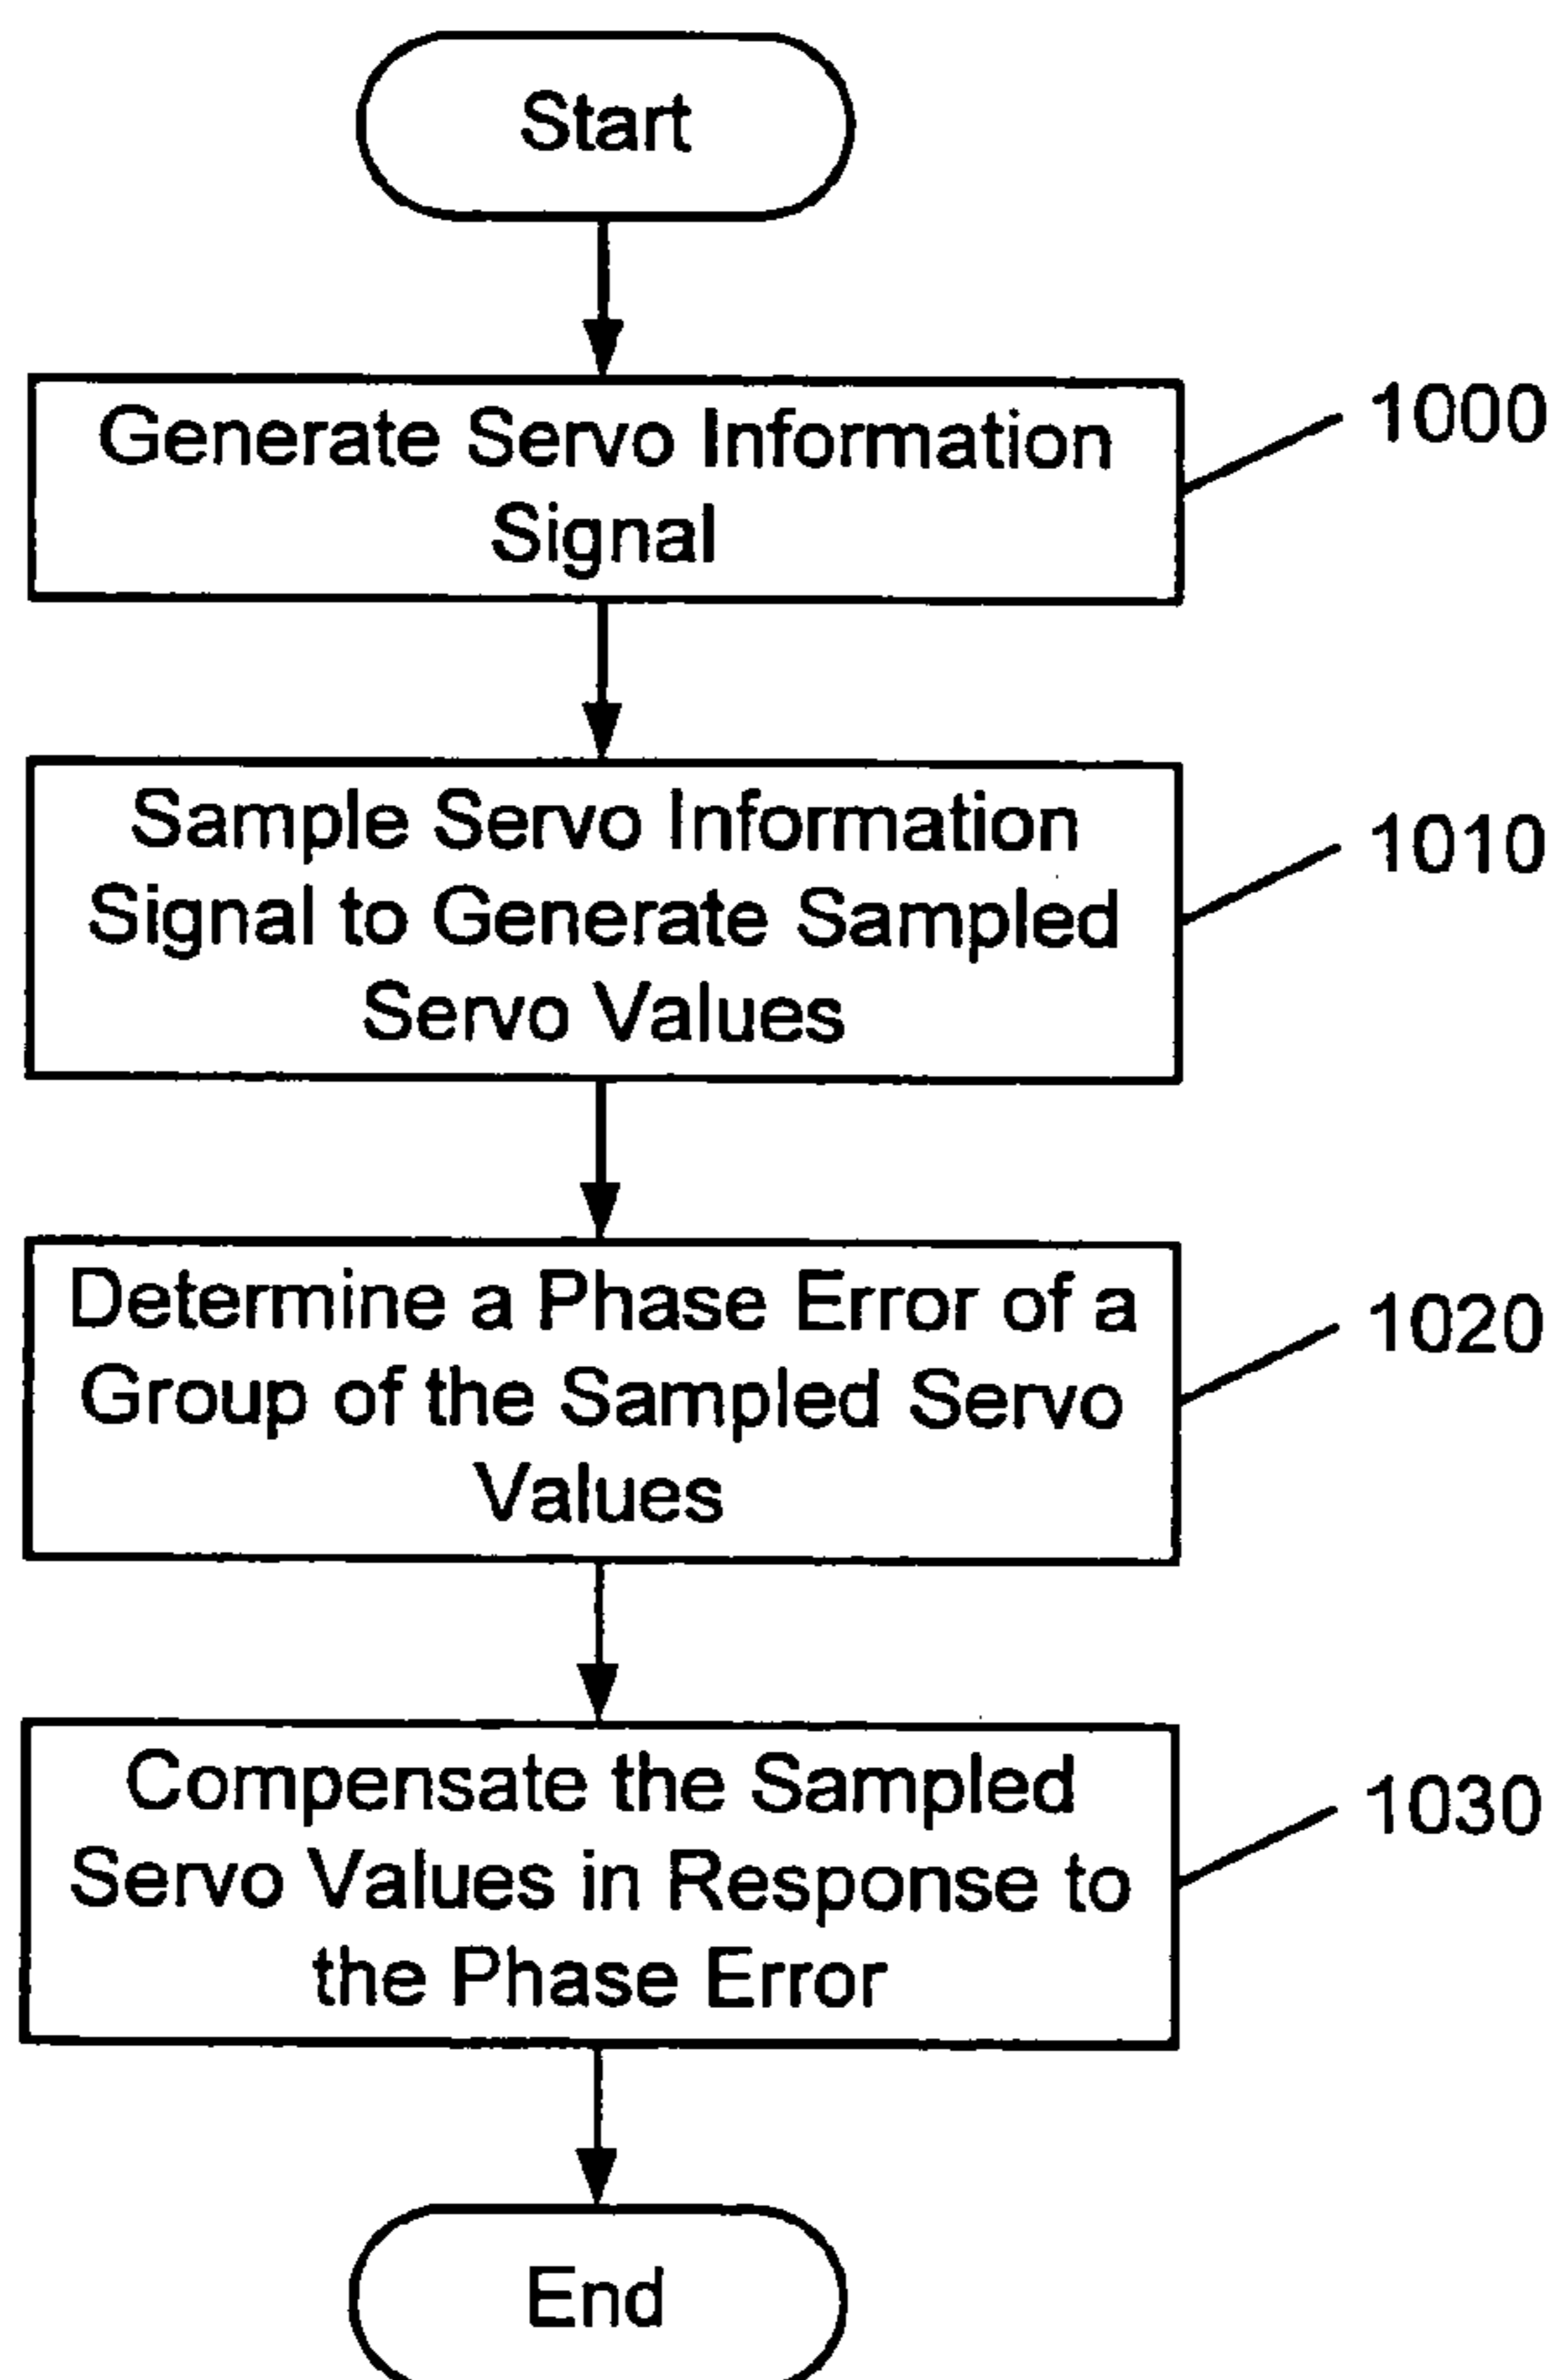 Start
Generate Servo Information
Signal
1000
Sample Servo Information
Signal to Generate Sampled
Servo Values
1010
Determine a Phase Error of a
Group of the Sampled Servo
Values
1020
Compensate the Sampled
Servo Values in Response to
the Phase Error
1030
End